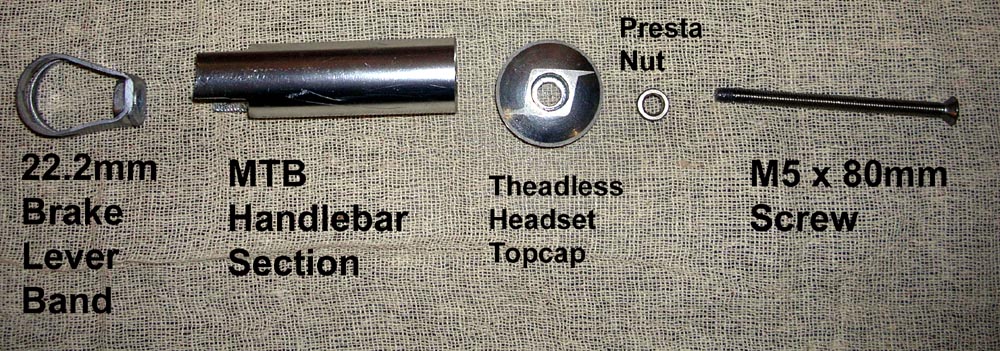 22.2mm
Brake
Lever
Band
MTB
Handlebar
Section
Theadless
Headset
Topcap
Presta
Nut
M5 x 80mm
Screw